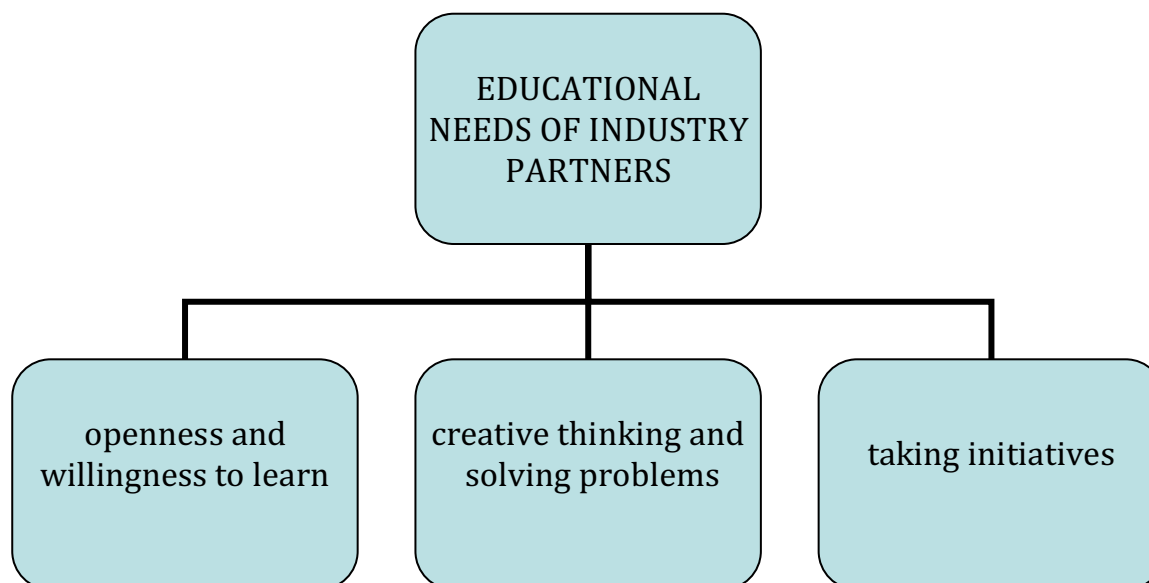 EDUCATIONAL
NEEDS OF INDUSTRY
PARTNERS
openness and
willingness to learn
creative thinking and
solving problems
taking initiatives